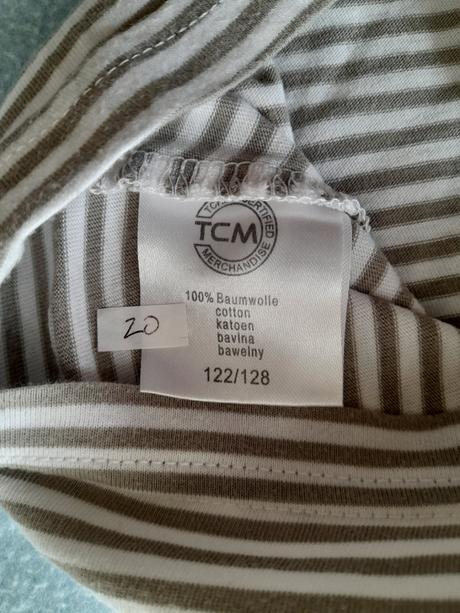 CERTIFIED
TCM
MERCHANDISE
100% Baumwolle
cotton
katoen
bavlna
bawelny
122/128
20